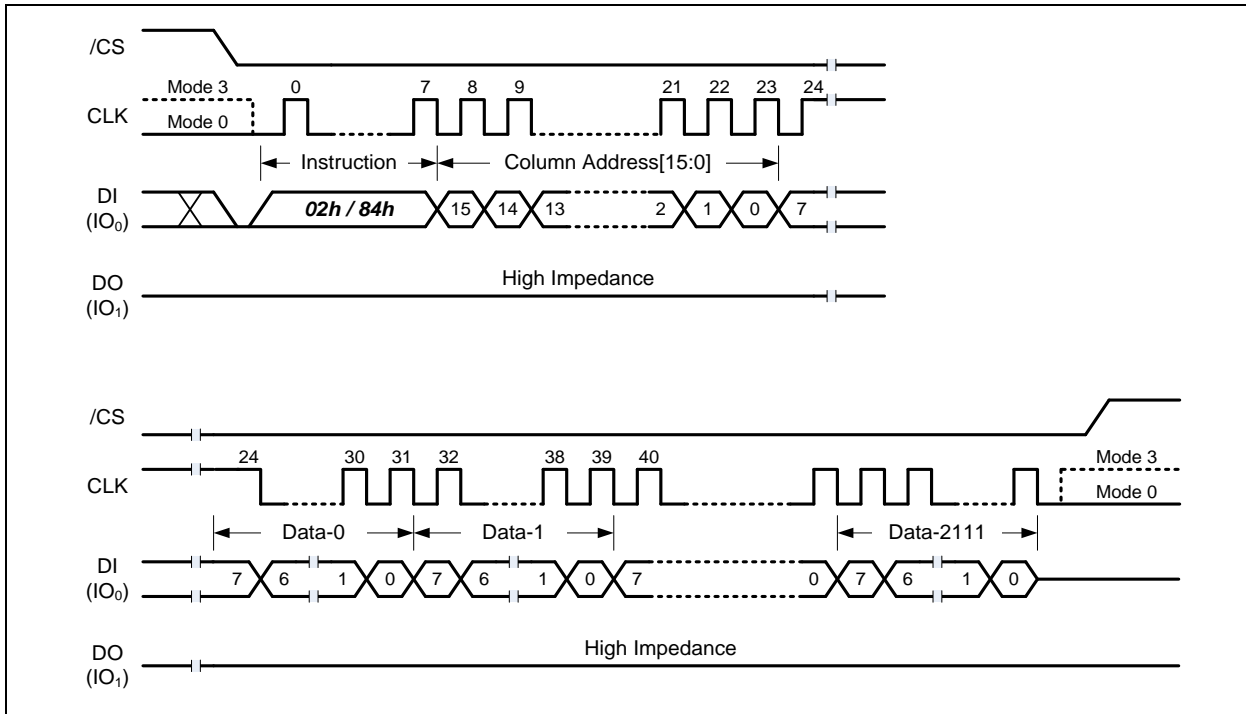 /CS
Mode 3 0 7 8 9 21 22 23 24
CLK
Mode 0
Instruction Column Address[15:0]
DI
(IO₀)
02h / 84h 15 14 13 2 1 0 7
High Impedance
DO
(IO₁)
/CS
24 30 31 32 38 39 40 Mode 3
CLK
Mode 0
Data-0 Data-1 Data-2111
DI
(IO₀)
7 6 1 0 7 6 1 0 7 0 7 6 1 0
High Impedance
DO
(IO₁)